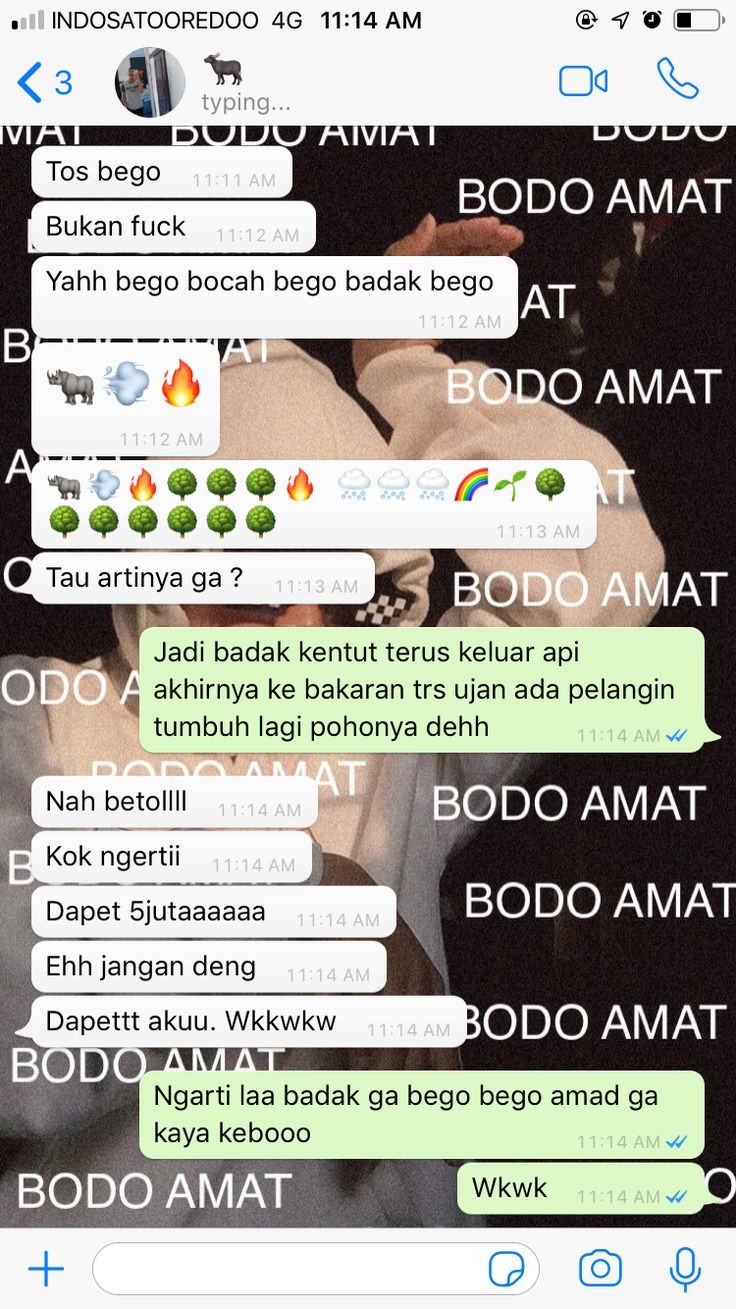 INDOSATOOREDOO 4G 11:14 AM
3
typing...
MAT BODO AMAT BODO
Tos bego 11:11 AM
BODO AMAT
Bukan fuck 11:12 AM
Yahh bego bocah bego badak bego
11:12 AM
AT
BODO AMAT
BODO AMAT
🦏💨🔥
11:12 AM
🦏💨🔥🌳🌳🌳🔥 🌧🌧🌧🌈🌱🌳
🌳🌳🌳🌳🌳🌳 11:13 AM
Tau artinya ga ? 11:13 AM
BODO AMAT
Jadi badak kentut terus keluar api
akhirnya ke bakaran trs ujan ada pelangin
tumbuh lagi pohonya dehh 11:14 AM
ODO A
BODO AMAT
Nah betollll 11:14 AM
BODO AMAT
Kok ngertii 11:14 AM
Dapet 5jutaaaaaa 11:14 AM
BODO AMAT
Ehh jangan deng 11:14 AM
Dapettt akuu. Wkkwkw 11:14 AM
BODO AMAT
BODO AMAT
Ngarti laa badak ga bego bego amad ga
kaya kebooo 11:14 AM
BODO AMAT
Wkwk 11:14 AM